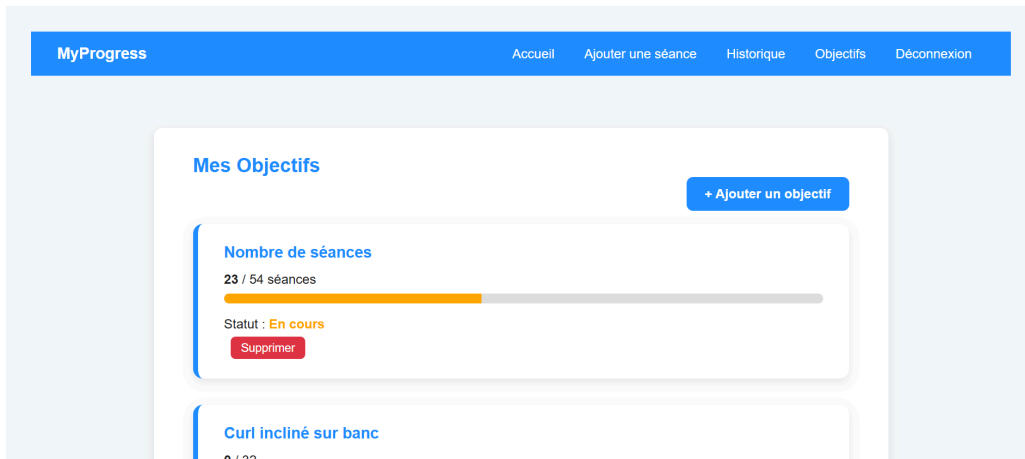 MyProgress
Accueil Ajouter une séance Historique Objectifs Déconnexion
Mes Objectifs
+ Ajouter un objectif
Nombre de séances
23 / 54 séances
Statut : En cours
Supprimer
Curl incliné sur banc